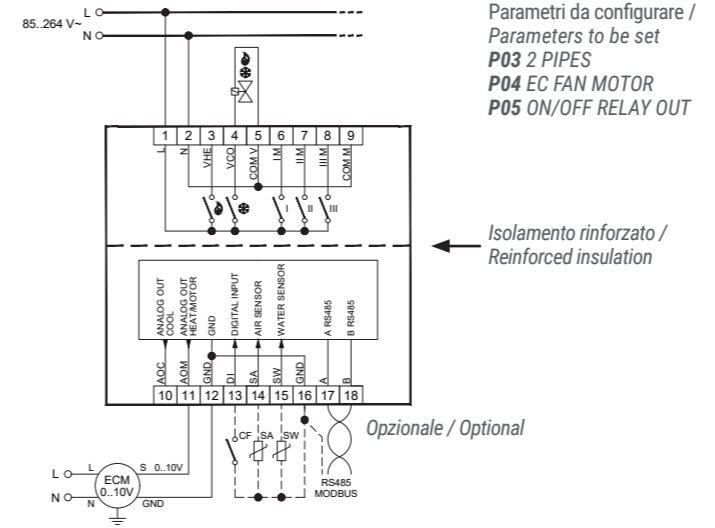 L
85..264 V~
N
Parametri da configurare /
Parameters to be set
P03 2 PIPES
P04 EC FAN MOTOR
P05 ON/OFF RELAY OUT
1 2 3 4 5 6 7 8 9
L N VHE VCO COM V I M II M III M COM M
I II III
Isolamento rinforzato /
Reinforced insulation
ANALOG OUT
COOL
ANALOG OUT
HEAT/MOTOR
GND
DIGITAL INPUT
AIR SENSOR
WATER SENSOR
A RS485
B RS485
AOC AOM GND DI SA SW GND A B
10 11 12 13 14 15 16 17 18
Opzionale / Optional
CF SA SW
L L S 0..10V
ECM
0..10V
N N GND
RS485
MODBUS